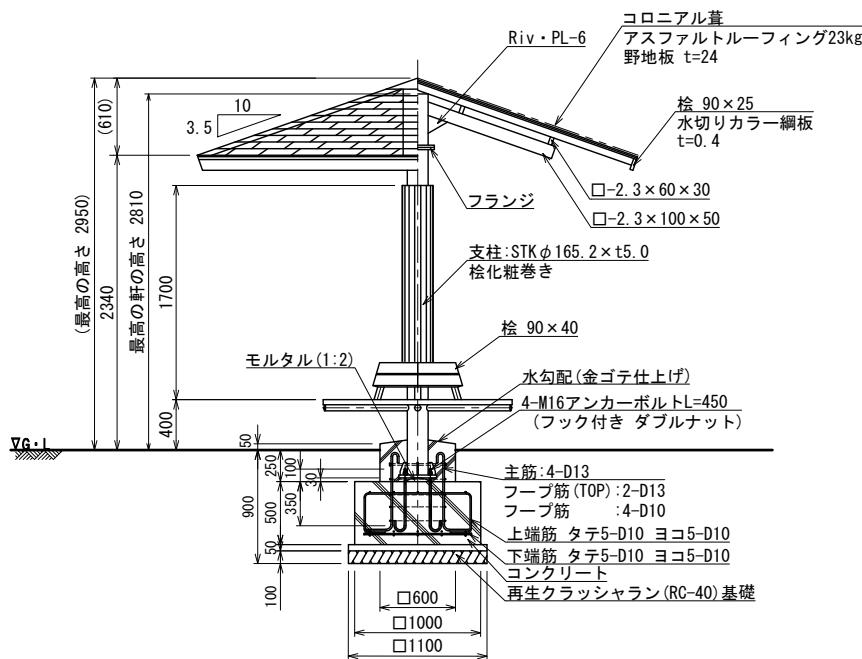 コロニアル葺
アスファルトルーフィング23kg
野地板 t=24
Riv・PL-6
桧 90×25
水切りカラー綱板
t=0.4
10
3.5
(610)
(最高の高さ 2950)
2340
最高の軒の高さ 2810
1700
400
フランジ
□-2.3×60×30
□-2.3×100×50
支柱:STKφ165.2×t5.0
桧化粧巻き
桧 90×40
モルタル(1:2)
水勾配(金ゴテ仕上げ)
4-M16アンカーボルトL=450
(フック付き ダブルナット)
▽G・L
50
250
100
30
900
500
350
50
100
主筋:4-D13
フープ筋(TOP):2-D13
フープ筋 :4-D10
上端筋 タテ5-D10 ヨコ5-D10
下端筋 タテ5-D10 ヨコ5-D10
コンクリート
再生クラッシャラン(RC-40)基礎
□600
□1000
□1100